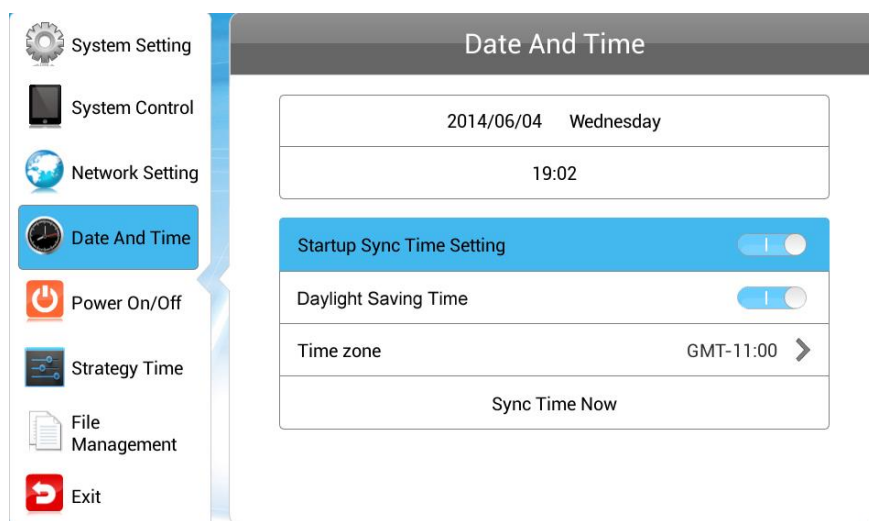 System Setting
System Control
Network Setting
Date And Time
Power On/Off
Strategy Time
File
Management
Exit
Date And Time
2014/06/04 Wednesday
19:02
Startup Sync Time Setting
Daylight Saving Time
Time zone GMT-11:00
Sync Time Now